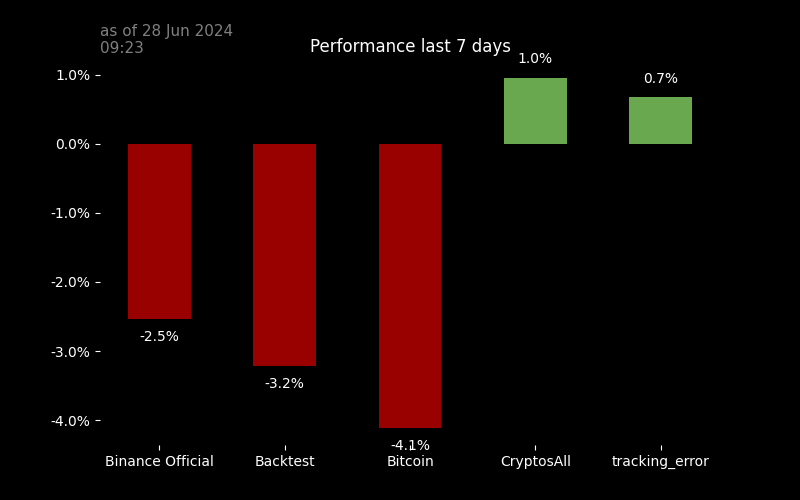 as of 28 Jun 2024
09:23
Performance last 7 days
1.0%
0.7%
1.0%
0.0%
-1.0%
-2.0%
-3.0%
-4.0%
-2.5%
-3.2%
-4.1%
Binance Official
Backtest
Bitcoin
CryptosAll
tracking_error